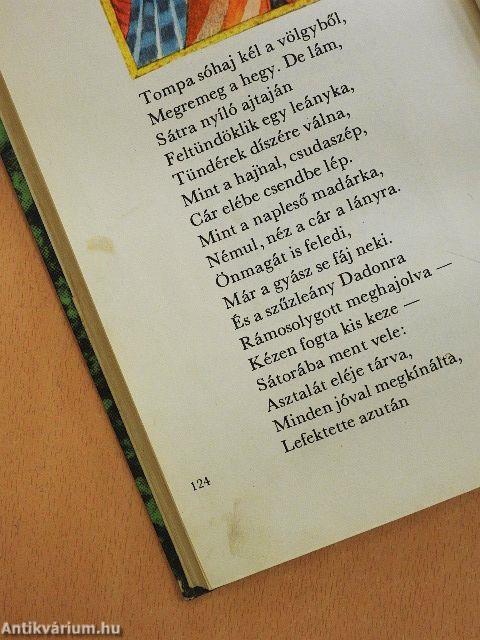 Tompa sóhaj kél a völgyből,
Megremeg a hegy. De lám,
Sátra nyíló ajtaján
Feltündöklik egy leányka,
Tündérek díszére válna,
Mint a hajnal, csudaszép,
Cár elébe csendbe lép.
Mint a napleső madárka,
Némul, néz a cár a lányra.
Önmagát is feledi,
Már a gyász se fáj neki.
És a szűzleány Dadonra
Rámosolygott meghajolva —
Kézen fogta kis keze —
Sátorába ment vele:
Asztalát eléje tárva,
Minden jóval megkínálta,
Lefektette azután
124
Antikvárium.hu